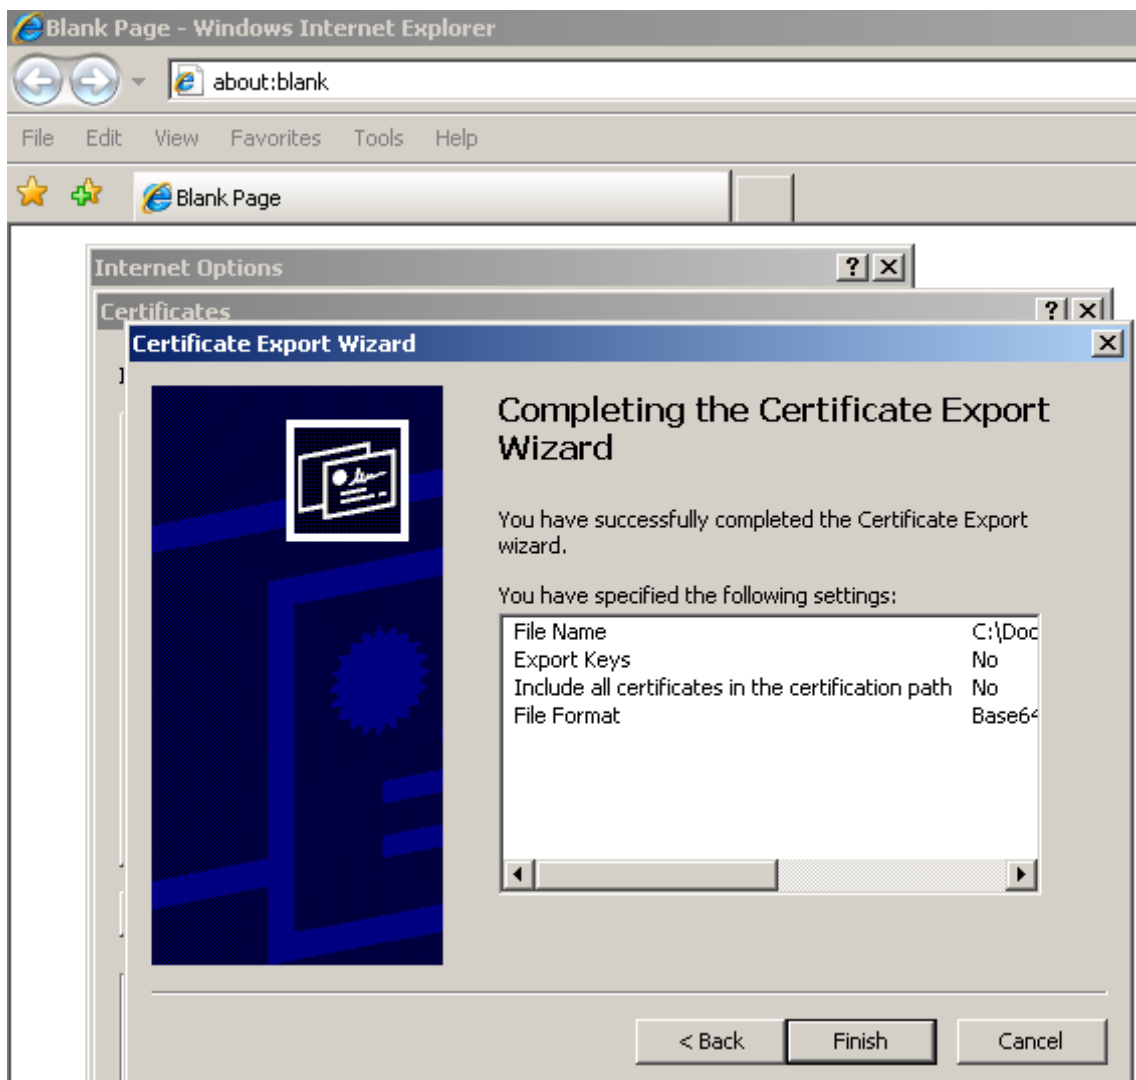 Blank Page - Windows Internet Explorer
about:blank
File Edit View Favorites Tools Help
Blank Page
Internet Options
Certificates
Certificate Export Wizard
Completing the Certificate Export
Wizard
You have successfully completed the Certificate Export
wizard.
You have specified the following settings:
File Name C:\Doc
Export Keys No
Include all certificates in the certification path No
File Format Base64
< Back Finish Cancel